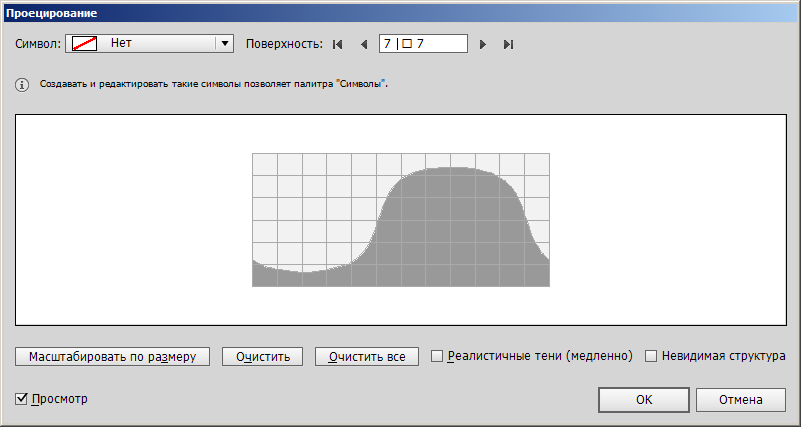 Проецирование
Символ: Нет Поверхность: 7 | 7
Создавать и редактировать такие символы позволяет палитра "Символы".
Масштабировать по размеру Очистить Очистить все Реалистичные тени (медленно) Невидимая структура
Просмотр OK Отмена